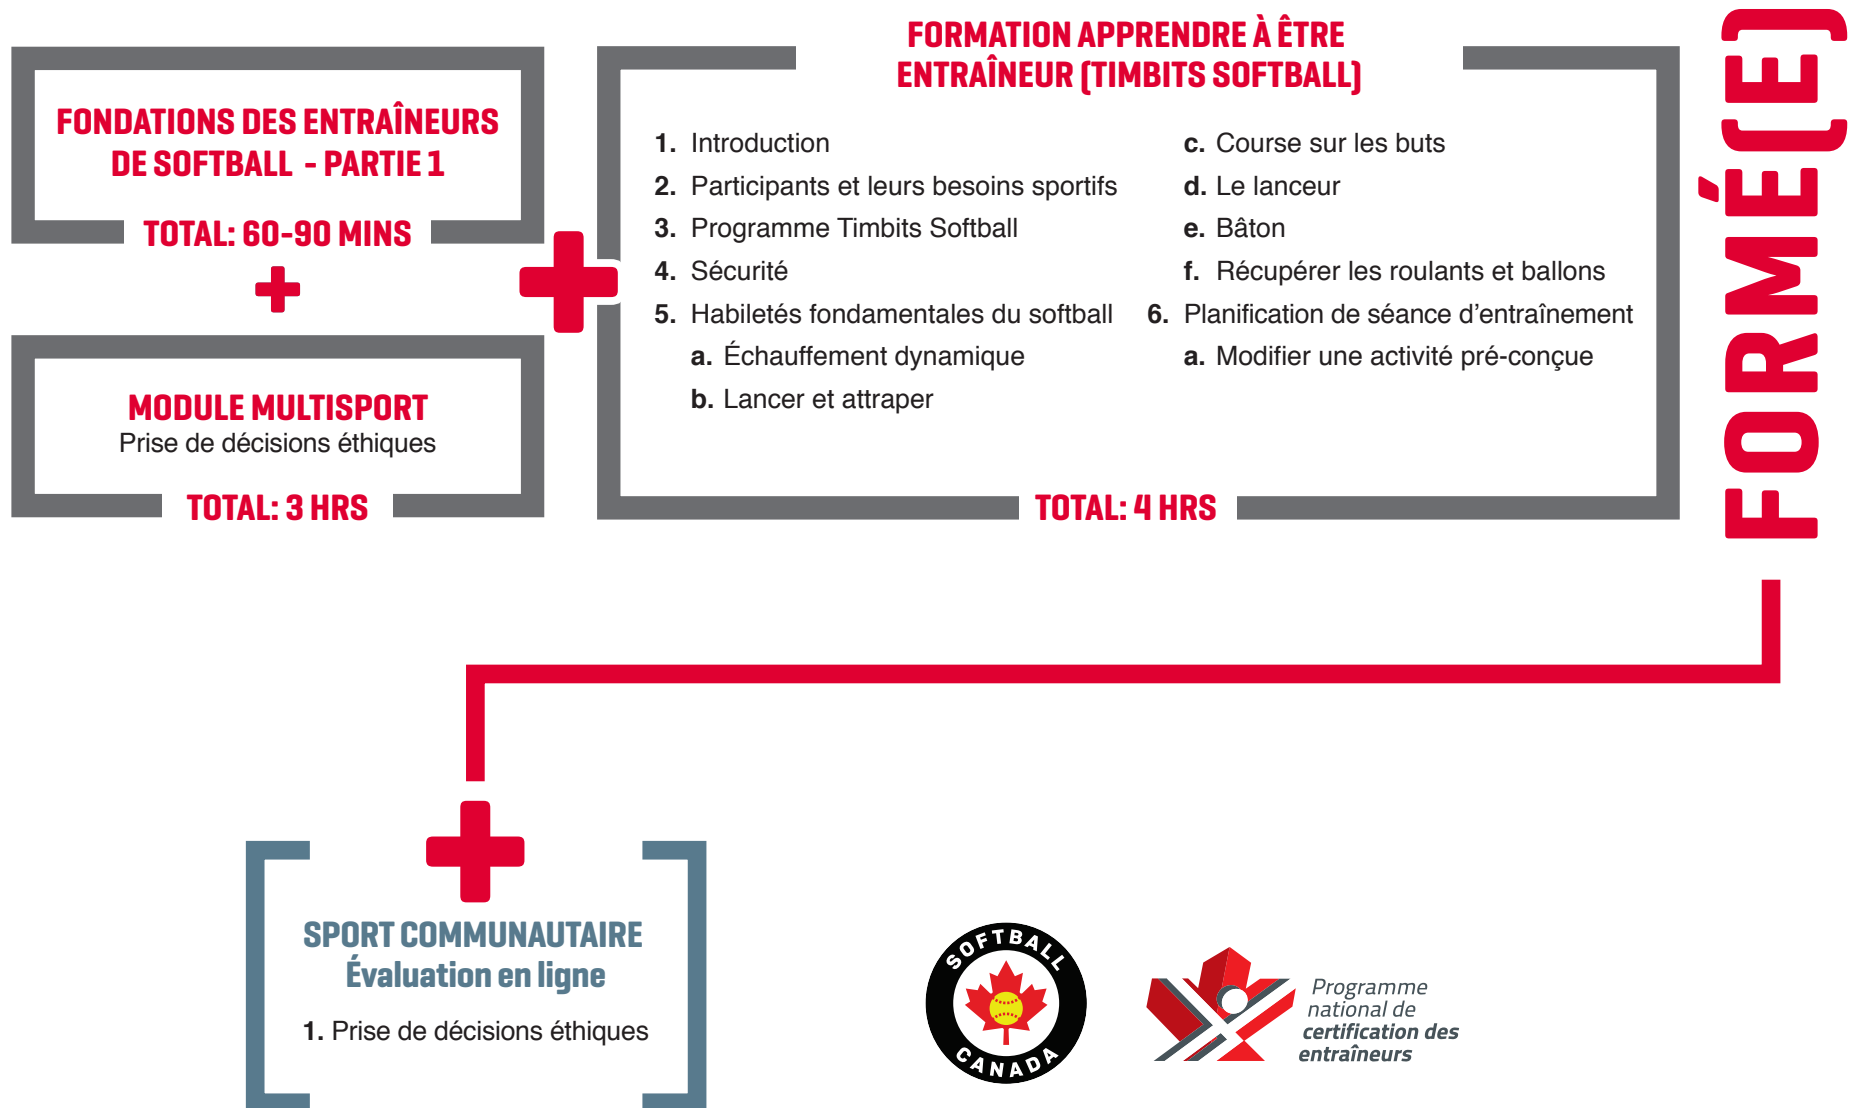 FONDATIONS DES ENTRAÎNEURS
DE SOFTBALL - PARTIE 1
TOTAL: 60-90 MINS
MODULE MULTISPORT
Prise de décisions éthiques
TOTAL: 3 HRS
FORMATION APPRENDRE À ÊTRE
ENTRAÎNEUR (TIMBITS SOFTBALL)
1. Introduction
2. Participants et leurs besoins sportifs
3. Programme Timbits Softball
4. Sécurité
5. Habiletés fondamentales du softball
a. Échauffement dynamique
b. Lancer et attraper
c. Course sur les buts
d. Le lanceur
e. Bâton
f. Récupérer les roulants et ballons
6. Planification de séance d’entraînement
a. Modifier une activité pré-conçue
TOTAL: 4 HRS
FORMÉ(E)
SPORT COMMUNAUTAIRE
Évaluation en ligne
1. Prise de décisions éthiques
SOFTBALL
CANADA
Programme
national de
certification des
entraîneurs